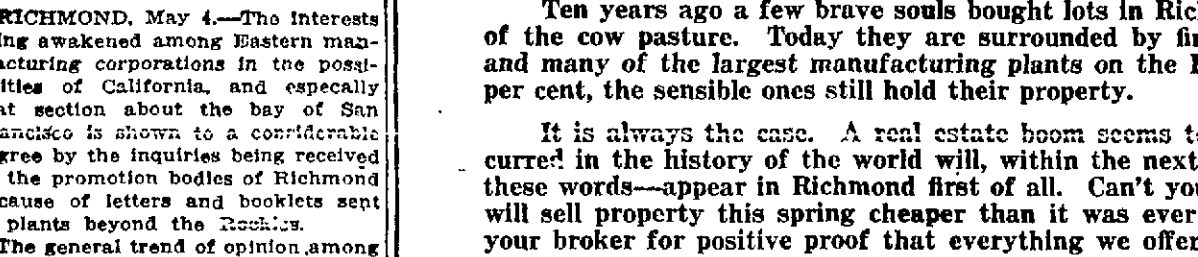 RICHMOND, May 4.—The interests
ing awakened among Eastern man-
acturing corporations in the possi-
ities of California, and especally
at section about the bay of San
ancisco is shown to a considerable
gree by the inquiries being received
the promotion bodies of Richmond
cause of letters and booklets sent
plants beyond the Rockies.
The general trend of opinion among
Ten years ago a few brave souls bought lots in Rich
of the cow pasture. Today they are surrounded by fin
and many of the largest manufacturing plants on the
per cent, the sensible ones still hold their property.
It is always the case. A real estate boom seems to
curred in the history of the world will, within the next
these words—appear in Richmond first of all. Can't you
will sell property this spring cheaper than it was ever
your broker for positive proof that everything we offer